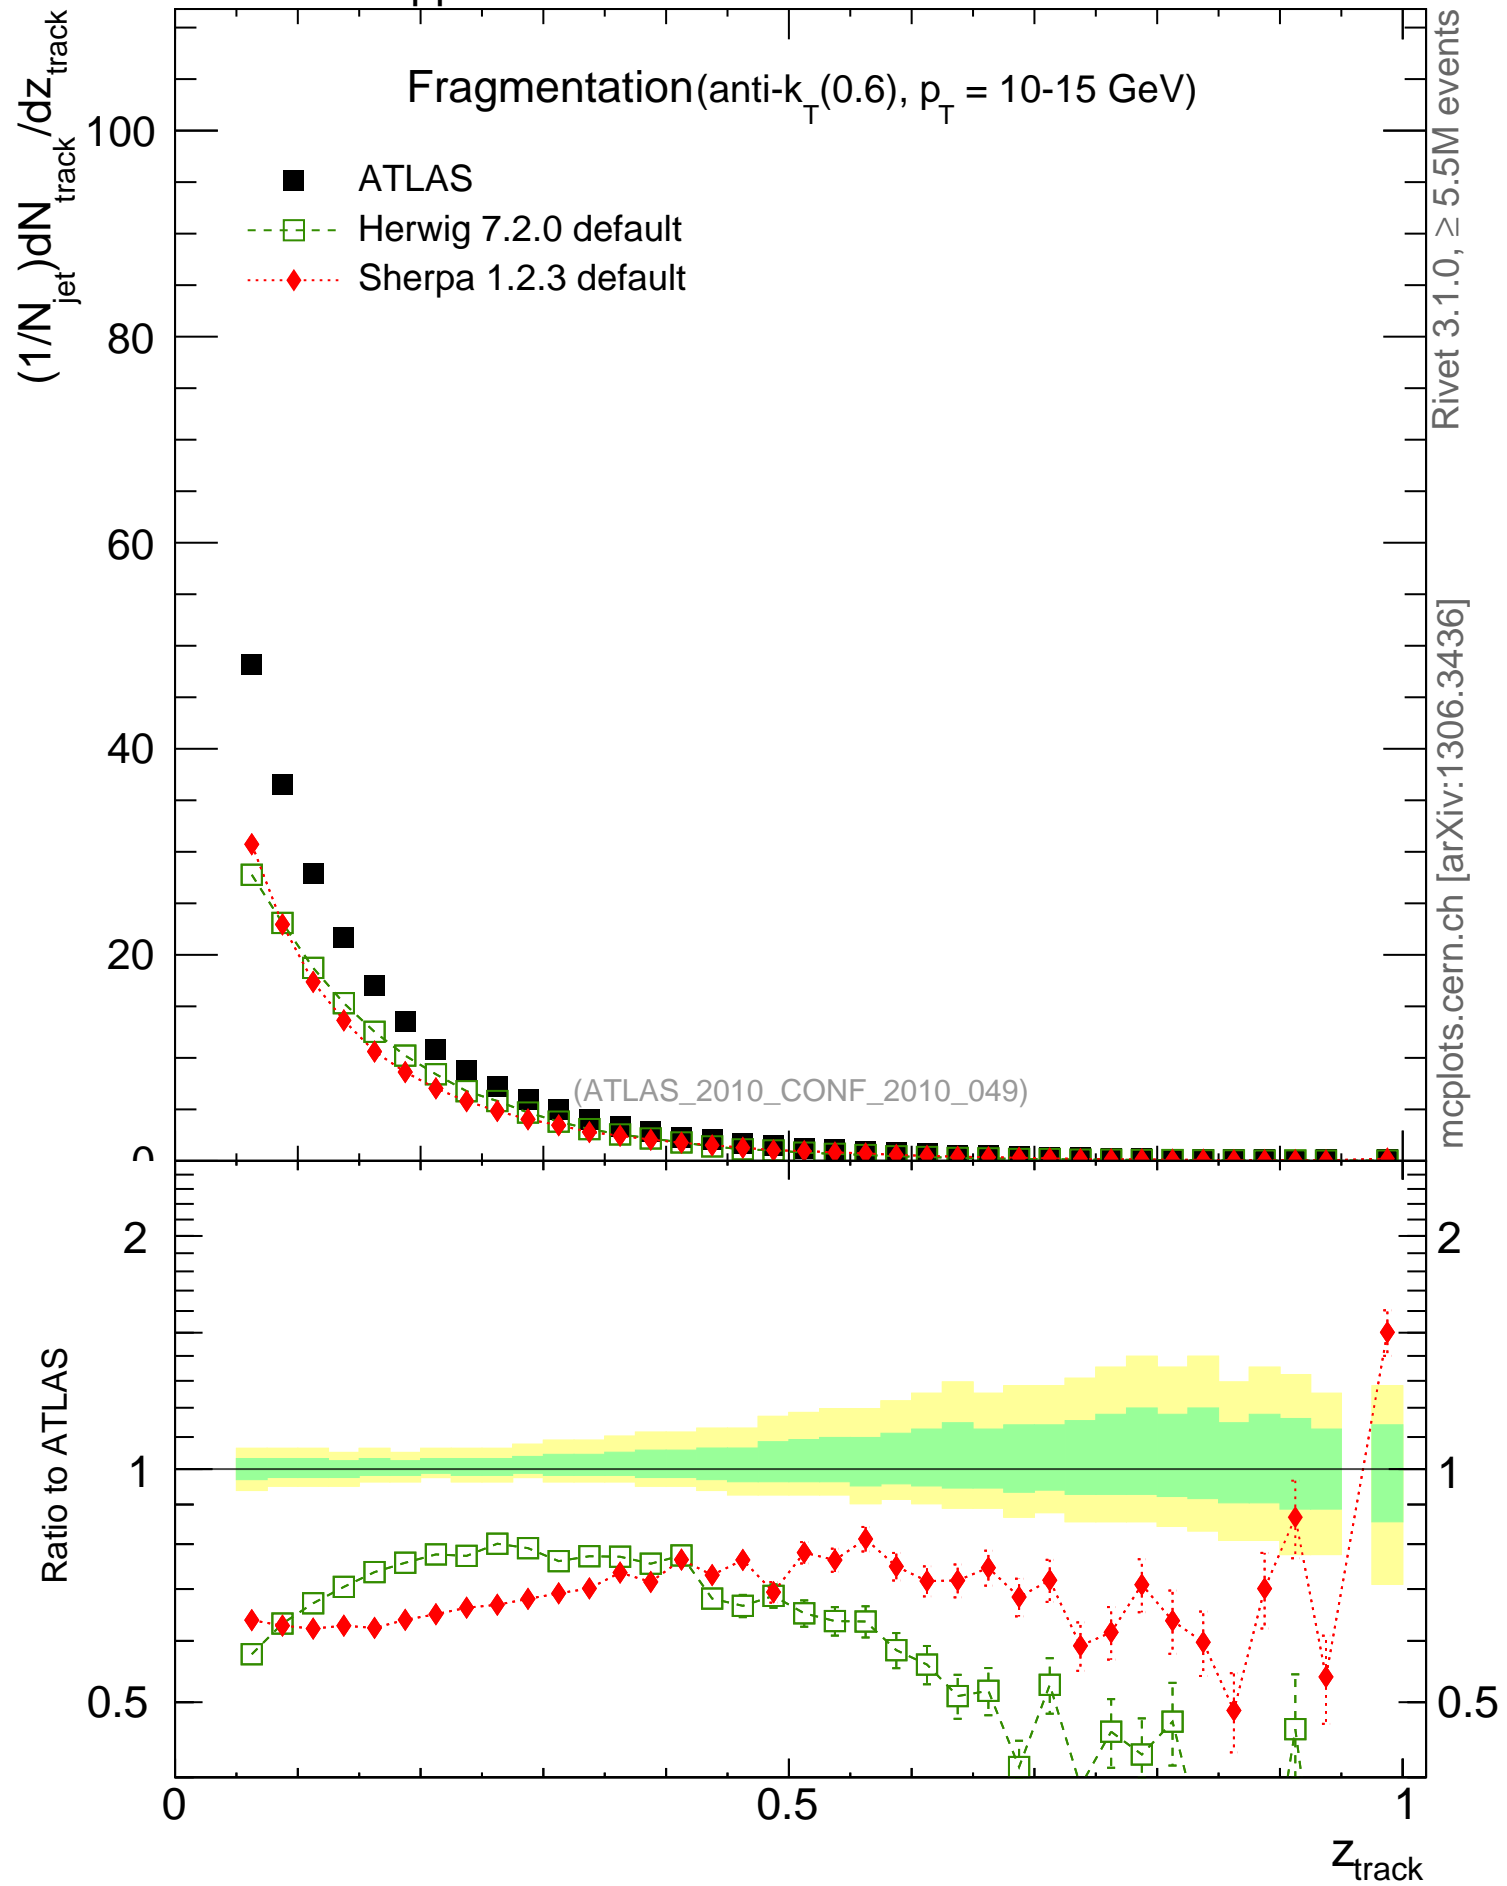 pp
Fragmentation (anti-k_T(0.6), p_T = 10-15 GeV)
(1/N_jet)dN_track/dz_track
ATLAS
Herwig 7.2.0 default
Sherpa 1.2.3 default
100
80
60
40
20
0
(ATLAS_2010_CONF_2010_049)
Rivet 3.1.0, ≥ 5.5M events
mcplots.cern.ch [arXiv:1306.3436]
Ratio to ATLAS
2
1
0.5
2
1
0.5
0
0.5
1
z_track